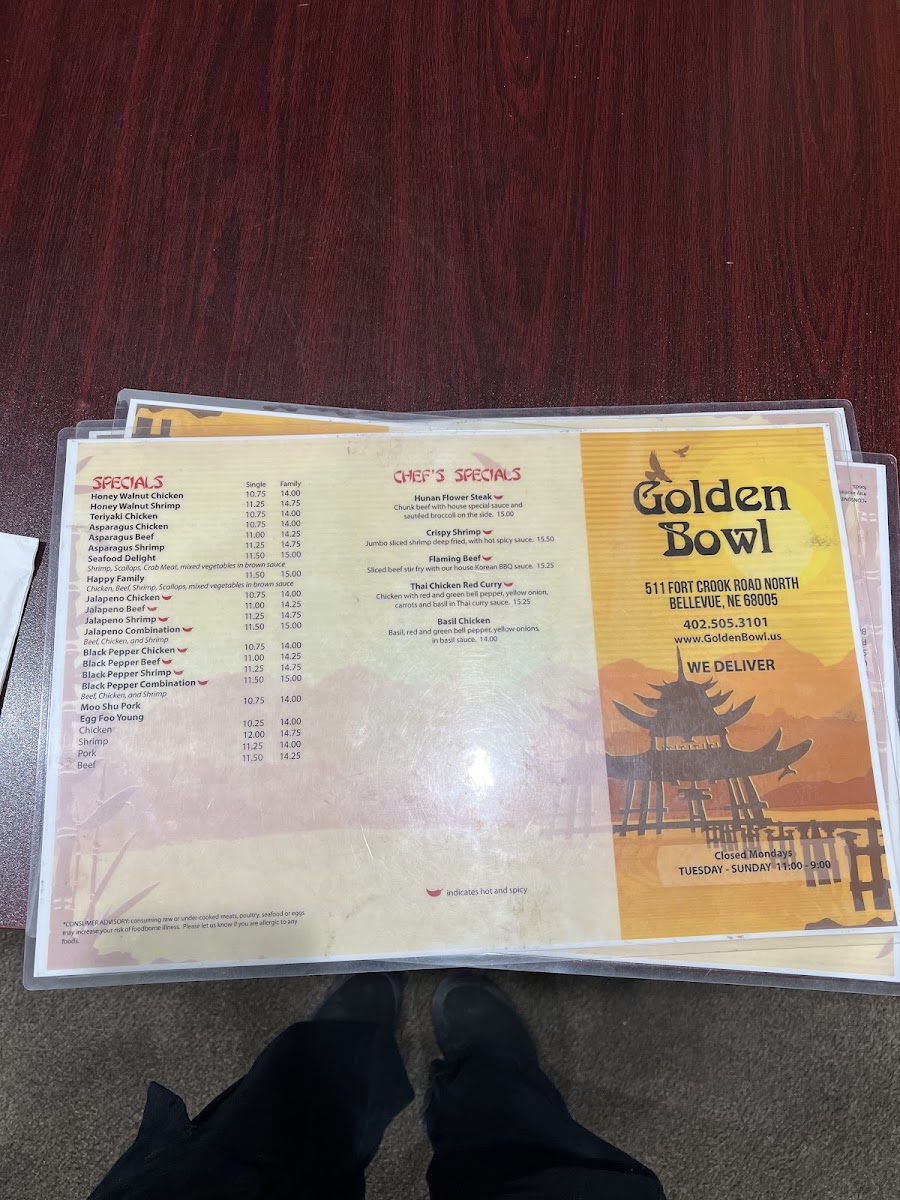 SPECIALS
Single Family
Honey Walnut Chicken 10.75 14.00
Honey Walnut Shrimp 11.25 14.75
Teriyaki Chicken 10.75 14.00
Asparagus Chicken 10.75 14.00
Asparagus Beef 11.00 14.25
Asparagus Shrimp 11.25 14.75
Seafood Delight 11.50 15.00
Shrimp, Scallops, Crab Meat, mixed vegetables in brown sauce
Happy Family 11.50 15.00
Chicken, Beef, Shrimp, Scallops, mixed vegetables in brown sauce
Jalapeno Chicken 10.75 14.00
Jalapeno Beef 11.00 14.25
Jalapeno Shrimp 11.25 14.75
Jalapeno Combination 11.50 15.00
Beef, Chicken, and Shrimp
Black Pepper Chicken 10.75 14.00
Black Pepper Beef 11.00 14.25
Black Pepper Shrimp 11.25 14.75
Black Pepper Combination 11.50 15.00
Beef, Chicken, and Shrimp
Moo Shu Pork 10.75 14.00
Egg Foo Young
Chicken 10.25 14.00
Shrimp 12.00 14.75
Pork 11.25 14.00
Beef 11.50 14.25
*CONSUMER ADVISORY: consuming raw or under-cooked meats, poultry, seafood or eggs
may increase your risk of foodborne illness. Please let us know if you are allergic to any
foods.
CHEF'S SPECIALS
Hunan Flower Steak
Chunk beef with house special sauce and
sautéed broccoli on the side. 15.00
Crispy Shrimp
Jumbo sliced shrimp deep fried, with hot spicy sauce. 15.50
Flaming Beef
Sliced beef stir fry with our house Korean BBQ sauce. 15.25
Thai Chicken Red Curry
Chicken with red and green bell pepper, yellow onion,
carrots and basil in Thai curry sauce. 15.25
Basil Chicken
Basil, red and green bell pepper, yellow onions,
in basil sauce. 14.00
indicates hot and spicy
Golden
Bowl
511 FORT CROOK ROAD NORTH
BELLEVUE, NE 68005
402.505.3101
www.GoldenBowl.us
WE DELIVER
Closed Mondays
TUESDAY - SUNDAY 11:00 - 9:00